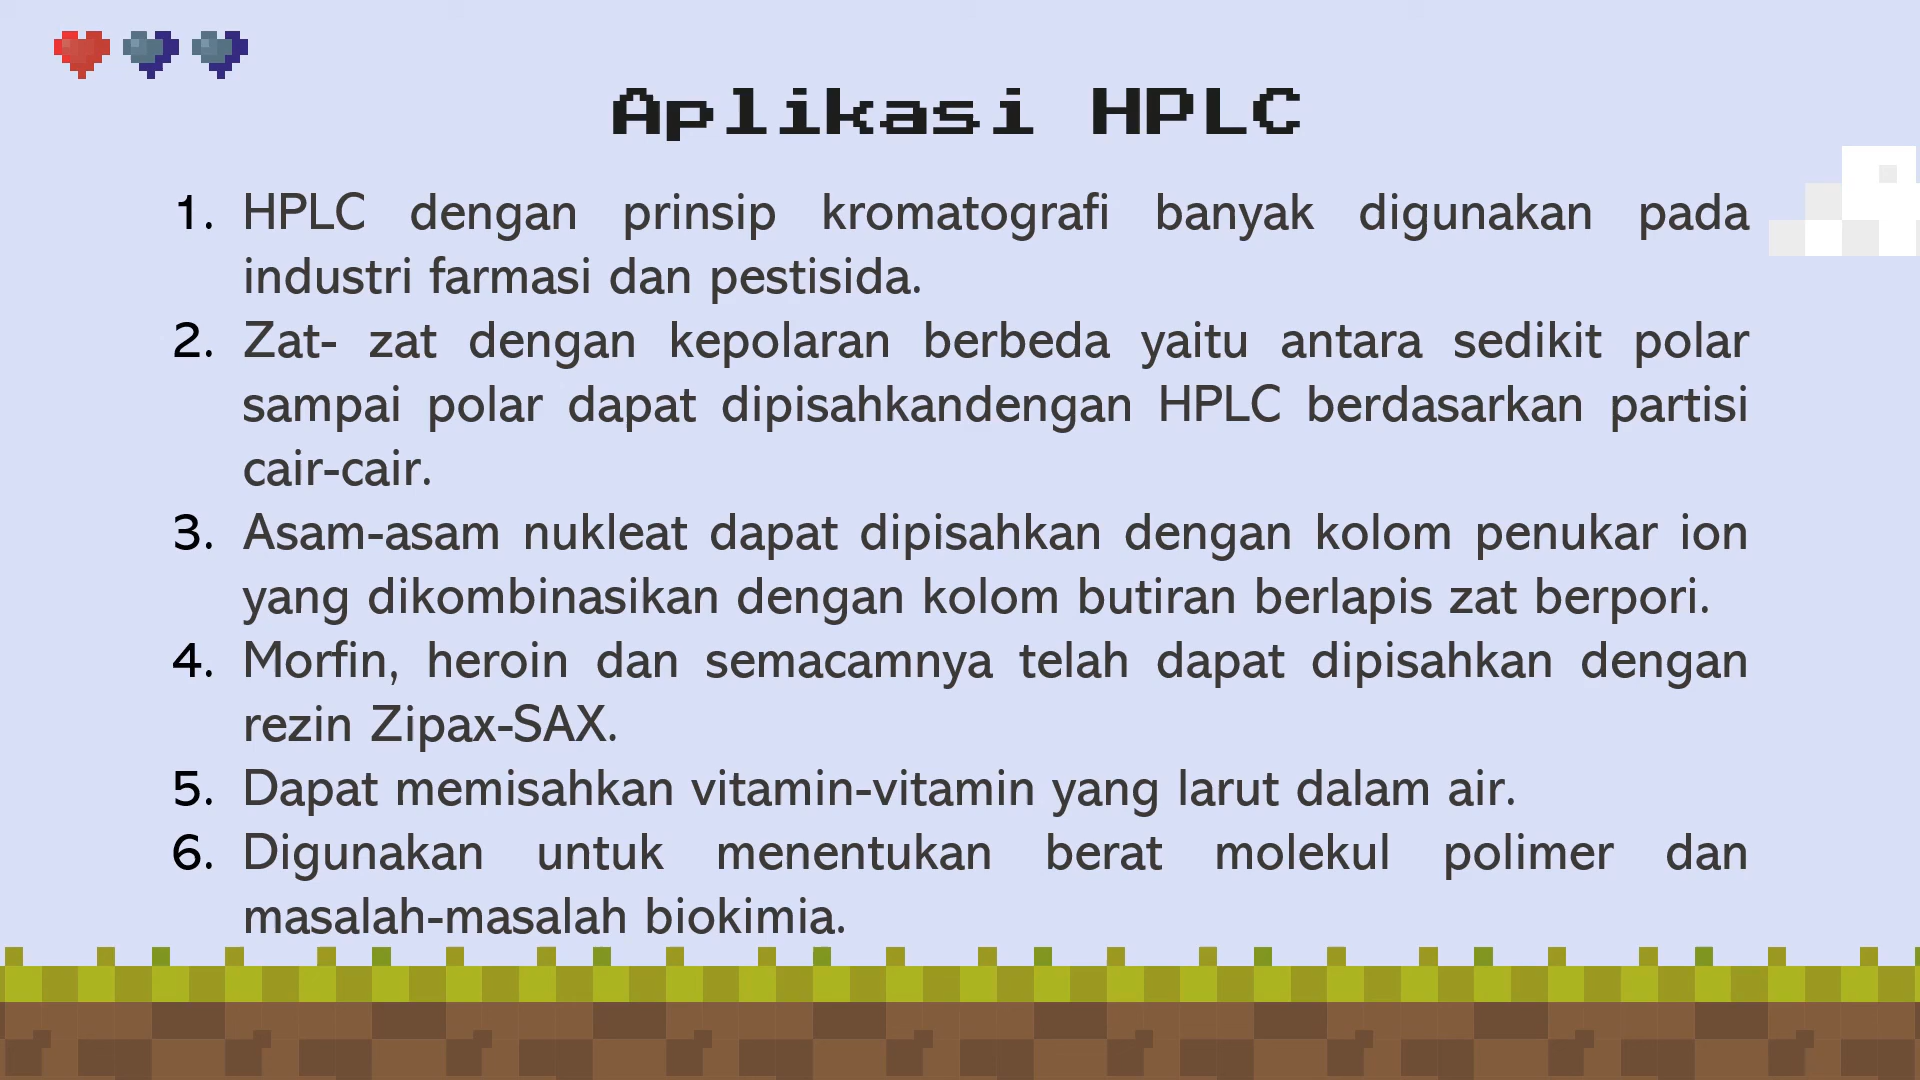 Aplikasi HPLC
1. HPLC dengan prinsip kromatografi banyak digunakan pada
industri farmasi dan pestisida.
2. Zat- zat dengan kepolaran berbeda yaitu antara sedikit polar
sampai polar dapat dipisahkandengan HPLC berdasarkan partisi
cair-cair.
3. Asam-asam nukleat dapat dipisahkan dengan kolom penukar ion
yang dikombinasikan dengan kolom butiran berlapis zat berpori.
4. Morfin, heroin dan semacamnya telah dapat dipisahkan dengan
rezin Zipax-SAX.
5. Dapat memisahkan vitamin-vitamin yang larut dalam air.
6. Digunakan untuk menentukan berat molekul polimer dan
masalah-masalah biokimia.